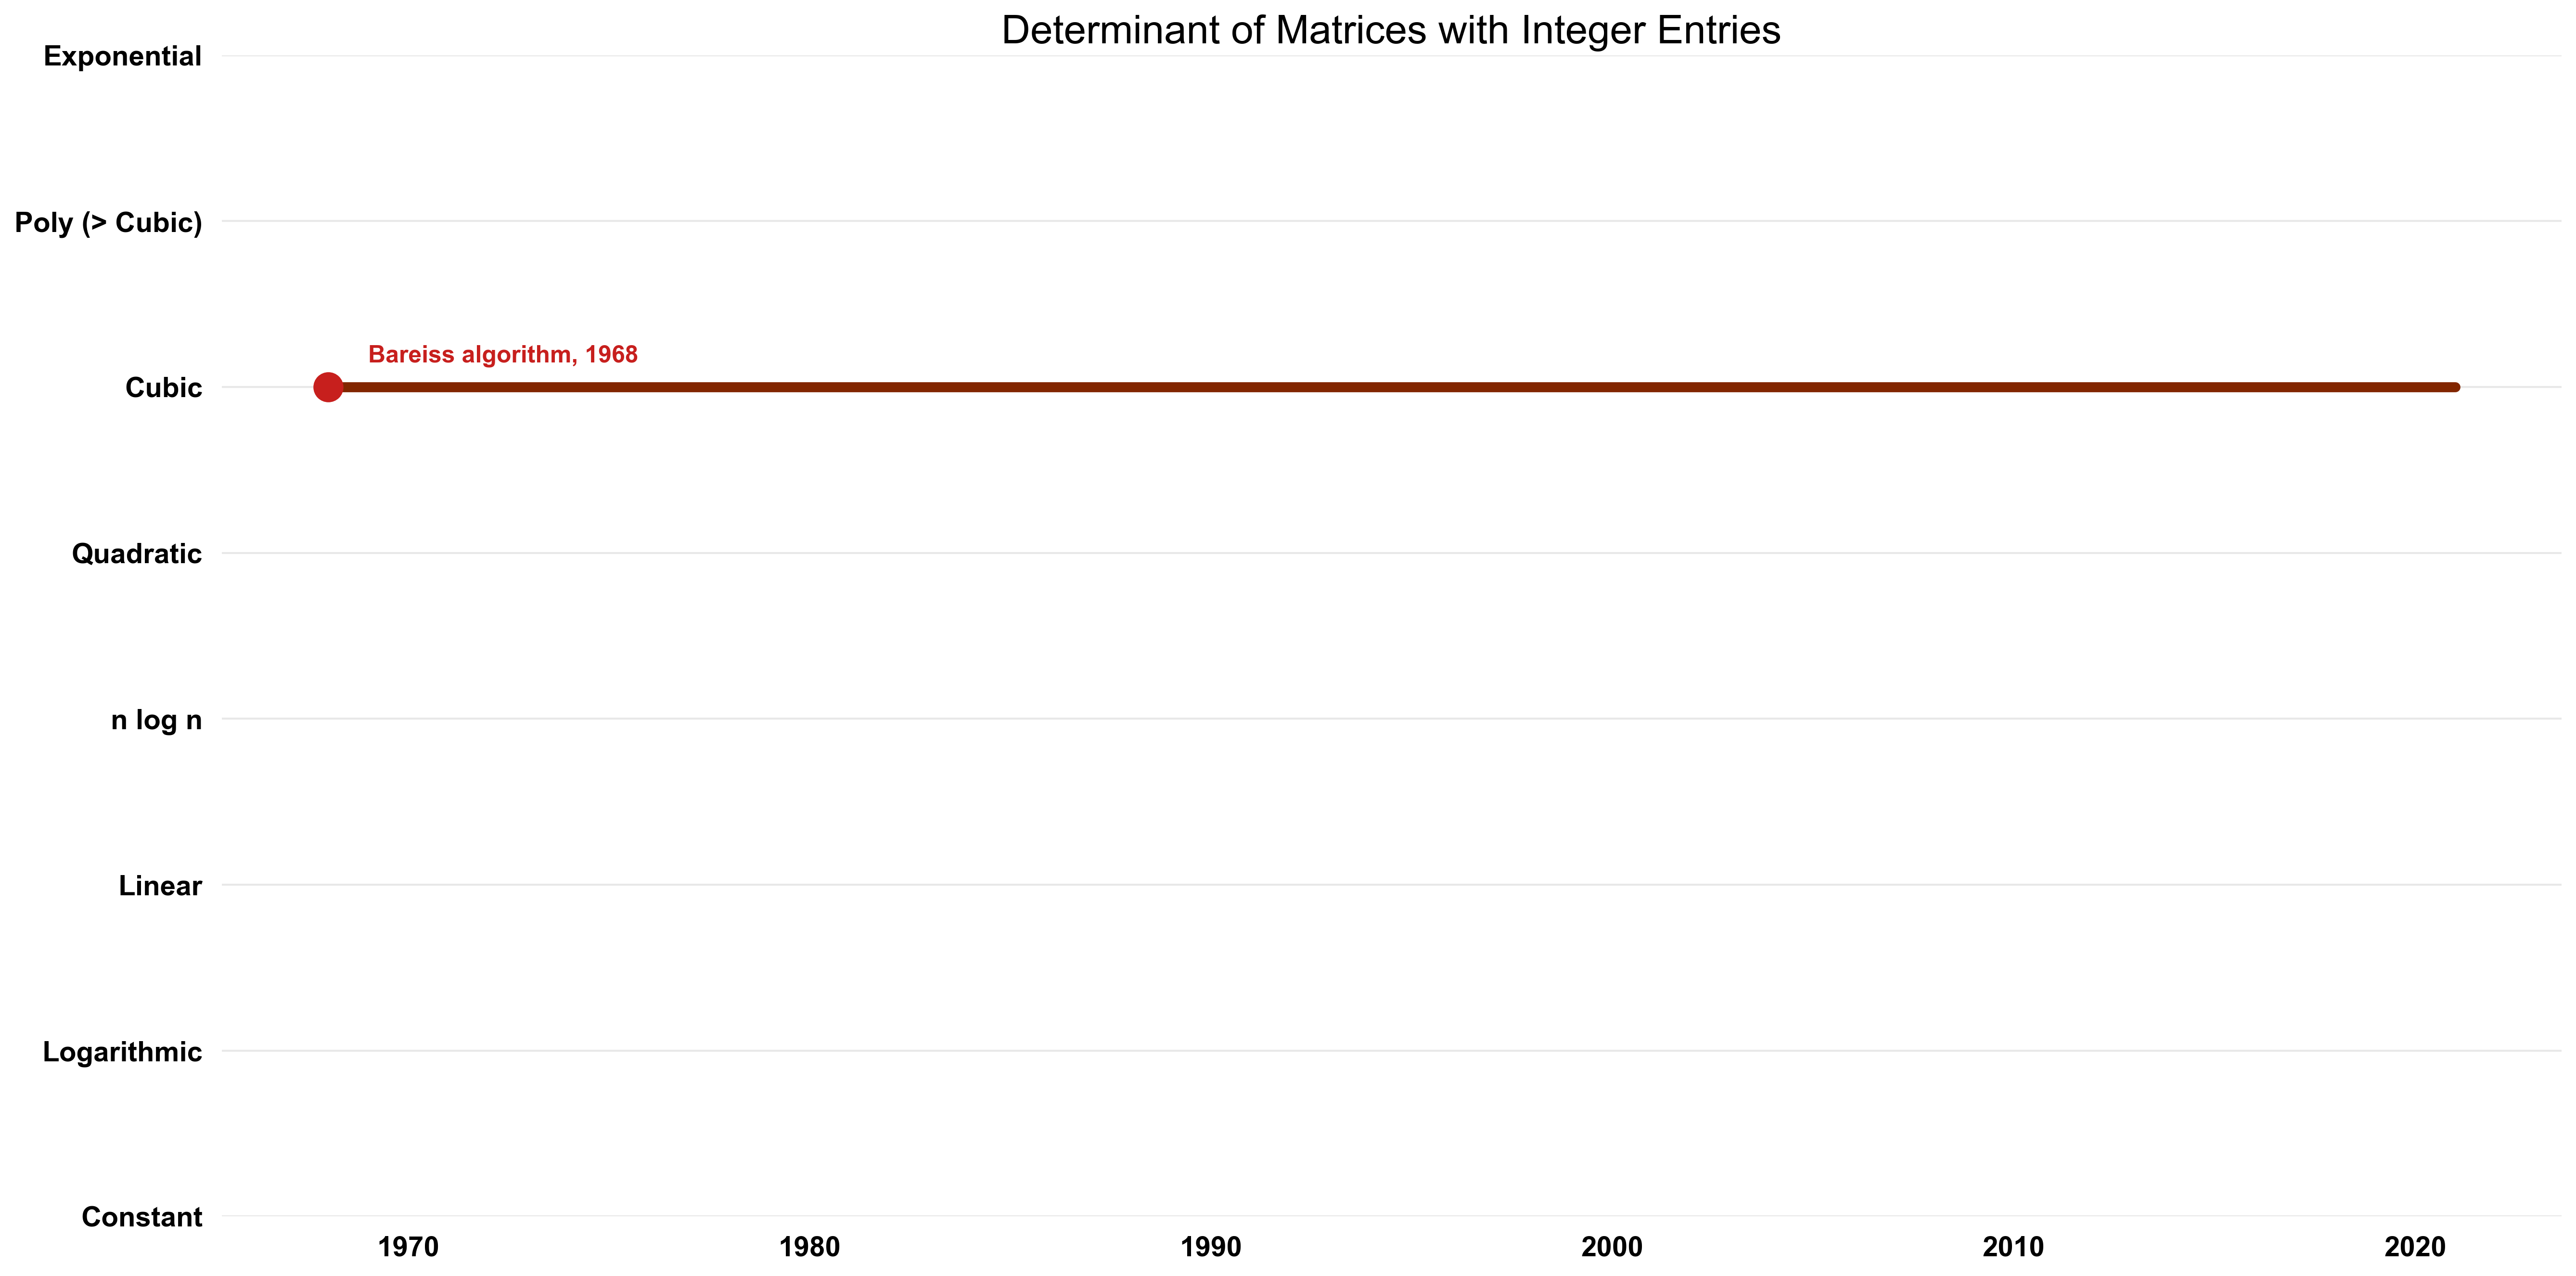 Determinant of Matrices with Integer Entries
Exponential
Poly (> Cubic)
Bareiss algorithm, 1968
Cubic
Quadratic
n log n
Linear
Logarithmic
Constant
1970 1980 1990 2000 2010 2020